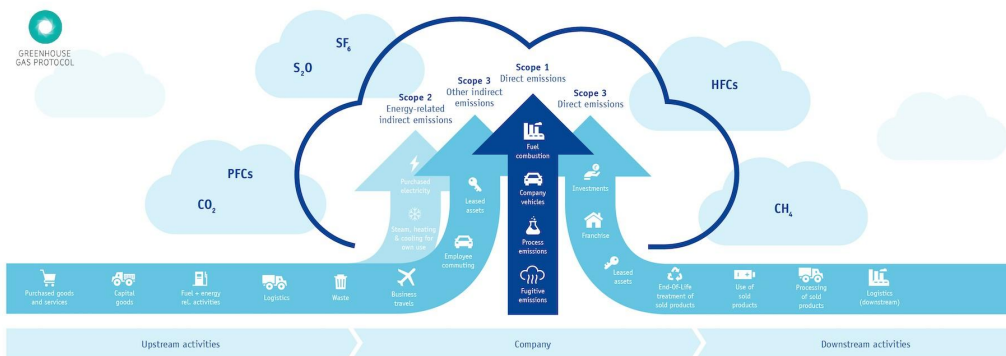 GREENHOUSE
GAS PROTOCOL
SF6
S2O
PFCs
CO2
HFCs
CH4
Scope 2
Energy-related
indirect emissions
Scope 3
Other indirect
emissions
Scope 1
Direct emissions
Scope 3
Direct emissions
Purchased
electricity
Steam, heating
& cooling for
own use
Leased
assets
Employee
commuting
Fuel
combustion
Company
vehicles
Process
emissions
Fugitive
emissions
Investments
Franchise
Leased
assets
Purchased goods
and services
Capital
goods
Fuel + energy
rel. activities
Logistics
Waste
Business
travels
End-Of-Life
treatment of
sold products
Use of
sold
products
Processing
of sold
products
Logistics
(downstream)
Upstream activities
Company
Downstream activities